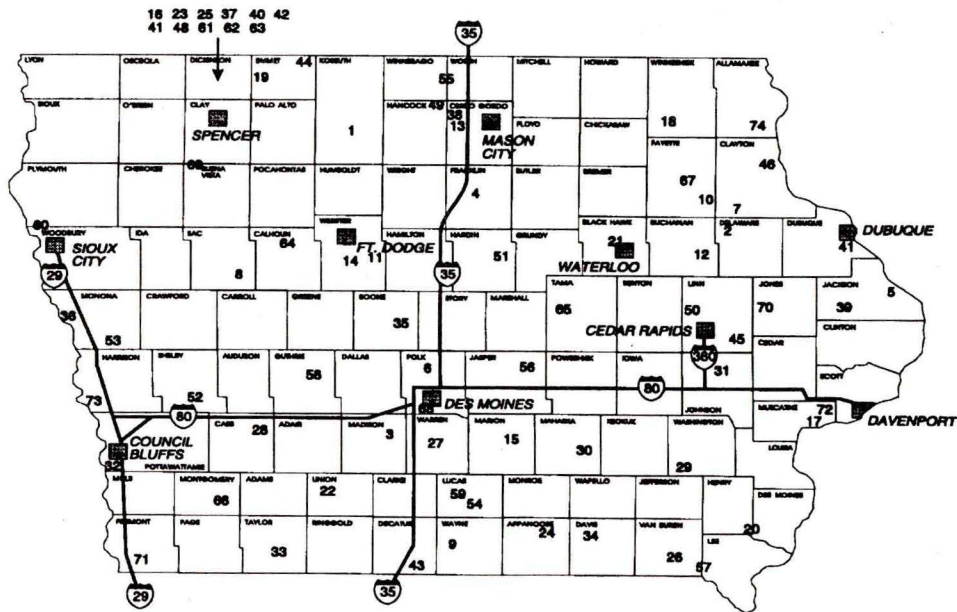 16 23 25 37 40 42
41 48 61 62 63
35
LYON OSCEOLA DICKINSON EMMET 44 KOSSUTH WINNEBAGO WORTH MITCHELL HOWARD WINNESHIEK ALLAMAKEE
19 55
SIOUX O'BRIEN CLAY PALO ALTO HANCOCK 49 CERRO GORDO
38
SPENCER 1 13 MASON CITY FLOYD CHICKASAW 18 74
FAYETTE CLAYTON
46
PLYMOUTH CHEROKEE BUENA VISTA POCAHONTAS HUMBOLDT WRIGHT FRANKLIN BUTLER BREMER 67
4 10
7
60 WEBSTER
WOODBURY IDA SAC CALHOUN HAMILTON HARDIN GRUNDY BLACK HAWK BUCHANAN DELAWARE DUBUQUE
2 DUBUQUE
SIOUX CITY 64 FT. DODGE 21 41
14 11 51 WATERLOO 12
29 8 35
TAMA BENTON LINN JONES JACKSON 5
MONONA CRAWFORD CARROLL GREENE BOONE STORY MARSHALL 65 50 70 39
36 35 CLINTON
53 CEDAR RAPIDS 45 CEDAR
HARRISON SHELBY AUDUBON GUTHRIE DALLAS POLK JASPER POWESHIEK IOWA 380
58 6 56 31 SCOTT
80
73 52 DES MOINES JOHNSON MUSCATINE 72
80 17 DAVENPORT
CASS ADAIR MADISON WARREN MARION MAHASKA KEOKUK WASHINGTON
28 3 27 15 30 LOUISA
COUNCIL BLUFFS
32 POTTAWATTAMIE 29
MILLS MONTGOMERY ADAMS UNION CLARKE LUCAS MONROE WAPELLO JEFFERSON HENRY DES MOINES
66 22 59 54
FREMONT PAGE TAYLOR RINGGOLD DECATUR WAYNE APPANOOSE DAVIS VAN BUREN 20
24 34 LEE
71 33 43 9 26 57
29 35